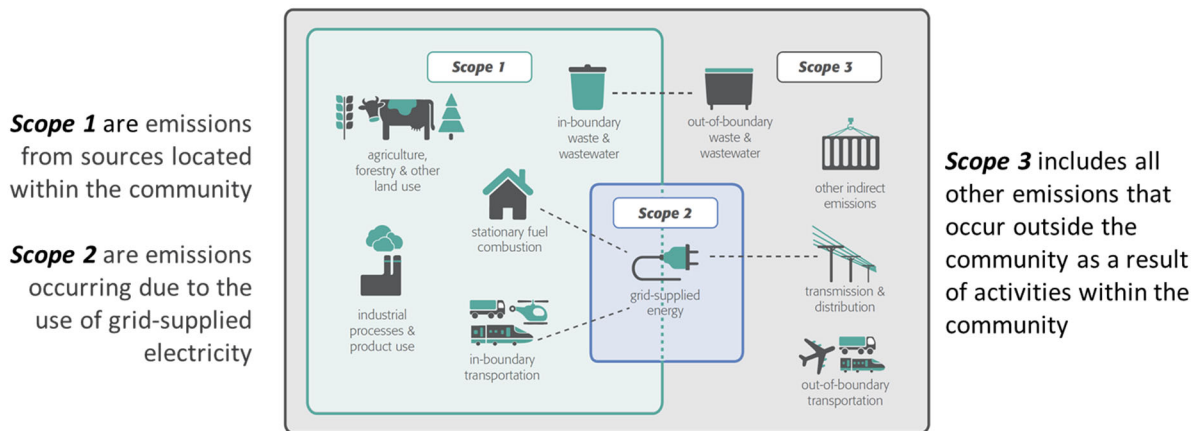 Scope 1 are emissions
from sources located
within the community
Scope 2 are emissions
occurring due to the
use of grid-supplied
electricity
Scope 1
agriculture,
forestry & other
land use
in-boundary
waste &
wastewater
stationary fuel
combustion
industrial
processes &
product use
in-boundary
transportation
Scope 2
grid-supplied
energy
Scope 3
out-of-boundary
waste &
wastewater
other indirect
emissions
transmission &
distribution
out-of-boundary
transportation
Scope 3 includes all
other emissions that
occur outside the
community as a result
of activities within the
community